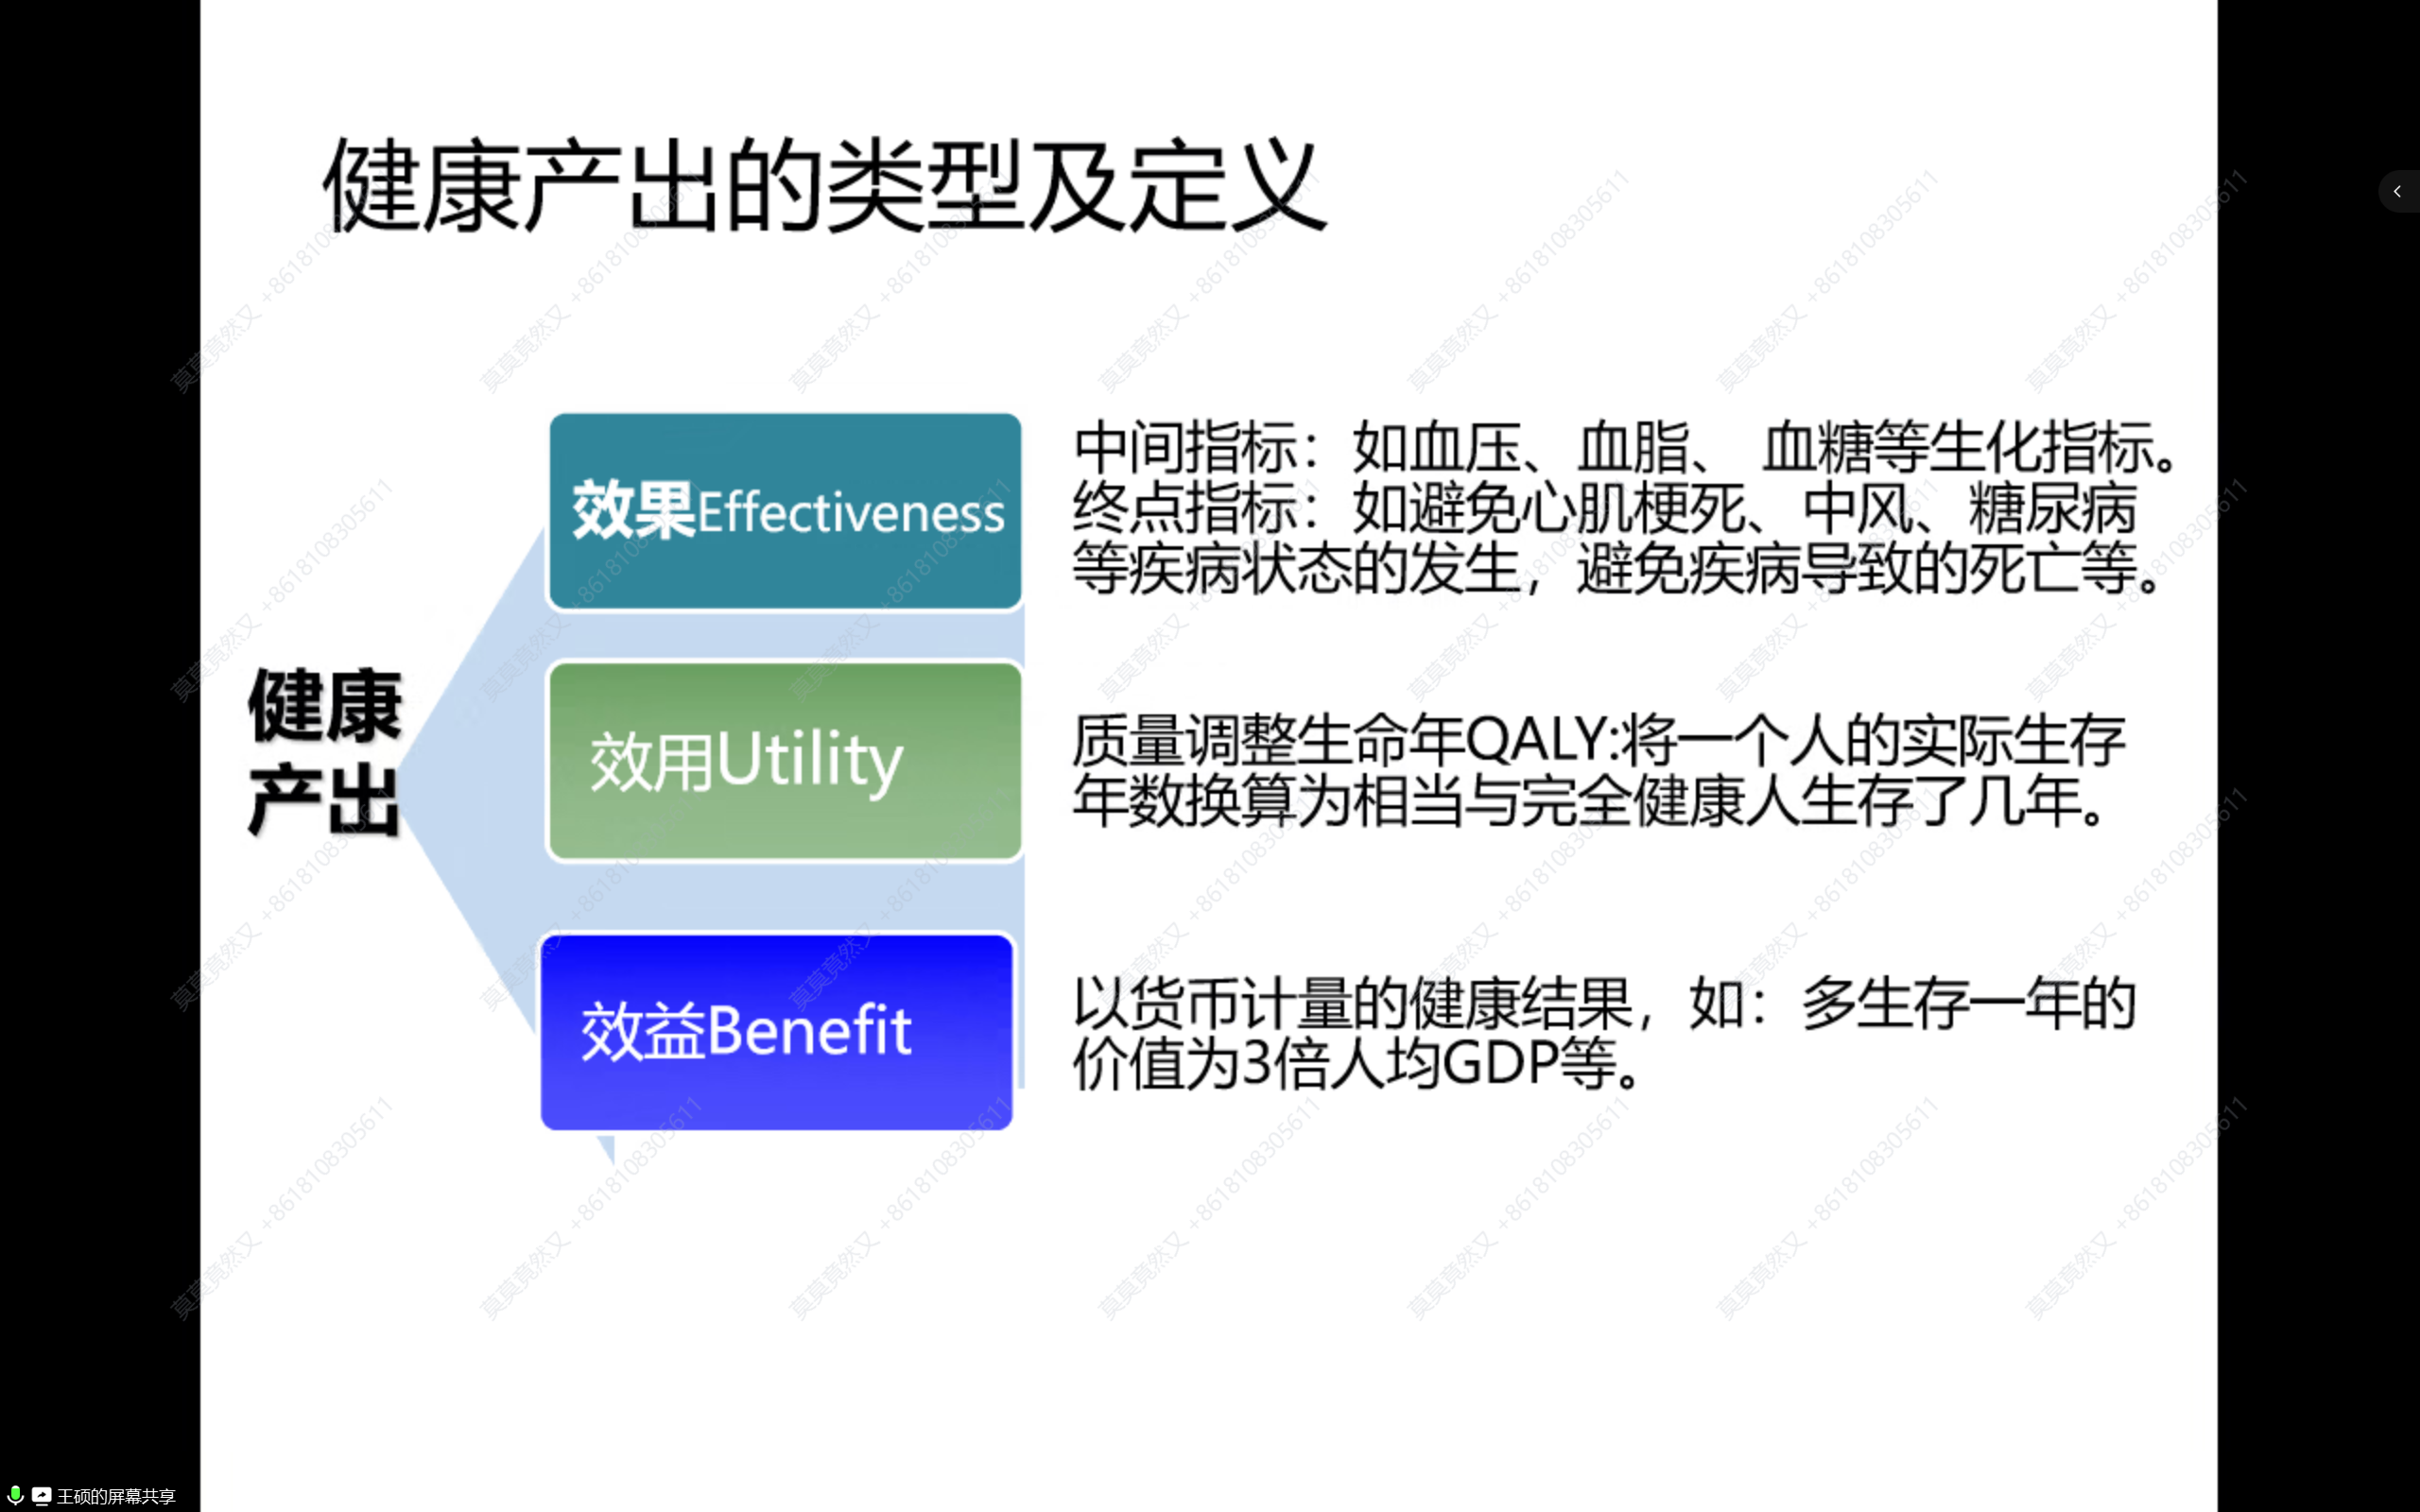 健康产出的类型及定义
健康
产出
效果Effectiveness
中间指标：如血压、血脂、 血糖等生化指标。
终点指标：如避免心肌梗死、中风、糖尿病
等疾病状态的发生，避免疾病导致的死亡等。
效用Utility
质量调整生命年QALY:将一个人的实际生存
年数换算为相当与完全健康人生存了几年。
效益Benefit
以货币计量的健康结果，如：多生存一年的
价值为3倍人均GDP等。
莫莫竟然又 +8618108305611
王硕的屏幕共享